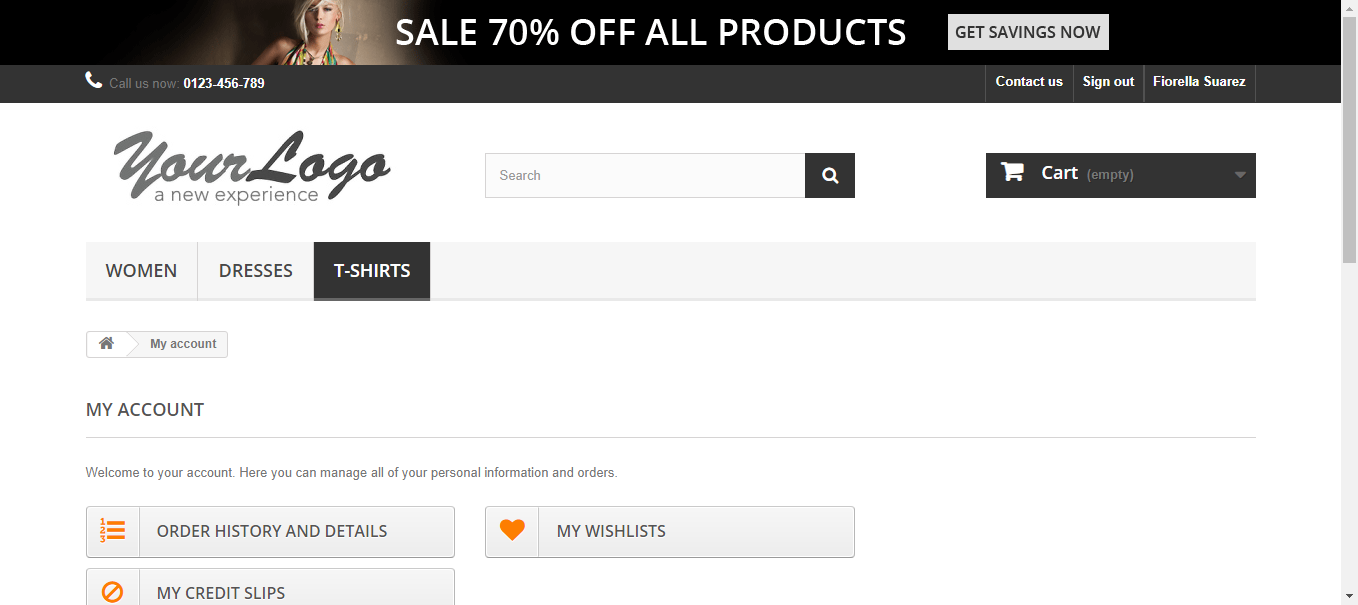 SALE 70% OFF ALL PRODUCTS GET SAVINGS NOW
Call us now: 0123-456-789 Contact us Sign out Fiorella Suarez
YourLogo
a new experience
Search
Cart (empty)
WOMEN DRESSES T-SHIRTS
My account
MY ACCOUNT
Welcome to your account. Here you can manage all of your personal information and orders.
1
2
3
ORDER HISTORY AND DETAILS MY WISHLISTS
MY CREDIT SLIPS